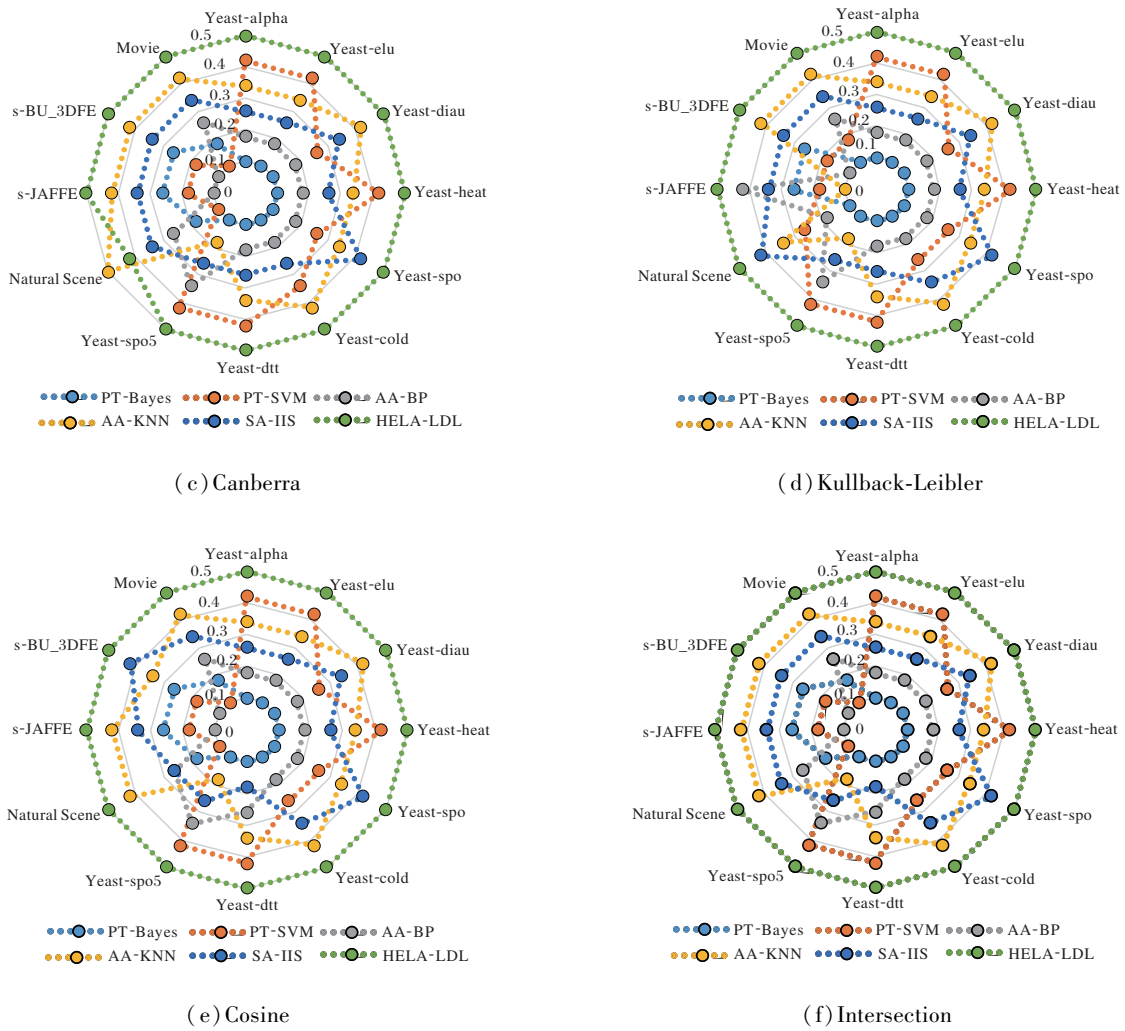 Yeast-alpha
0.5
Movie
Yeast-elu
0.4
0.3
s-BU_3DFE
Yeast-diau
0.2
0.1
s-JAFFE
0
Yeast-heat
Natural Scene
Yeast-spo
Yeast-spo5
Yeast-cold
Yeast-dtt
PT-Bayes PT-SVM AA-BP
AA-KNN SA-IIS HELA-LDL
(c) Canberra
Yeast-alpha
0.5
Movie
Yeast-elu
0.4
0.3
s-BU_3DFE
Yeast-diau
0.2
0.1
s-JAFFE
0
Yeast-heat
Natural Scene
Yeast-spo
Yeast-spo5
Yeast-cold
Yeast-dtt
PT-Bayes PT-SVM AA-BP
AA-KNN SA-IIS HELA-LDL
(d) Kullback-Leibler
Yeast-alpha
0.5
Movie
Yeast-elu
0.4
0.3
s-BU_3DFE
Yeast-diau
0.2
0.1
s-JAFFE
0
Yeast-heat
Natural Scene
Yeast-spo
Yeast-spo5
Yeast-cold
Yeast-dtt
PT-Bayes PT-SVM AA-BP
AA-KNN SA-IIS HELA-LDL
(e) Cosine
Yeast-alpha
0.5
Movie
Yeast-elu
0.4
0.3
s-BU_3DFE
Yeast-diau
0.2
0.1
s-JAFFE
0
Yeast-heat
Natural Scene
Yeast-spo
Yeast-spo5
Yeast-cold
Yeast-dtt
PT-Bayes PT-SVM AA-BP
AA-KNN SA-IIS HELA-LDL
(f) Intersection